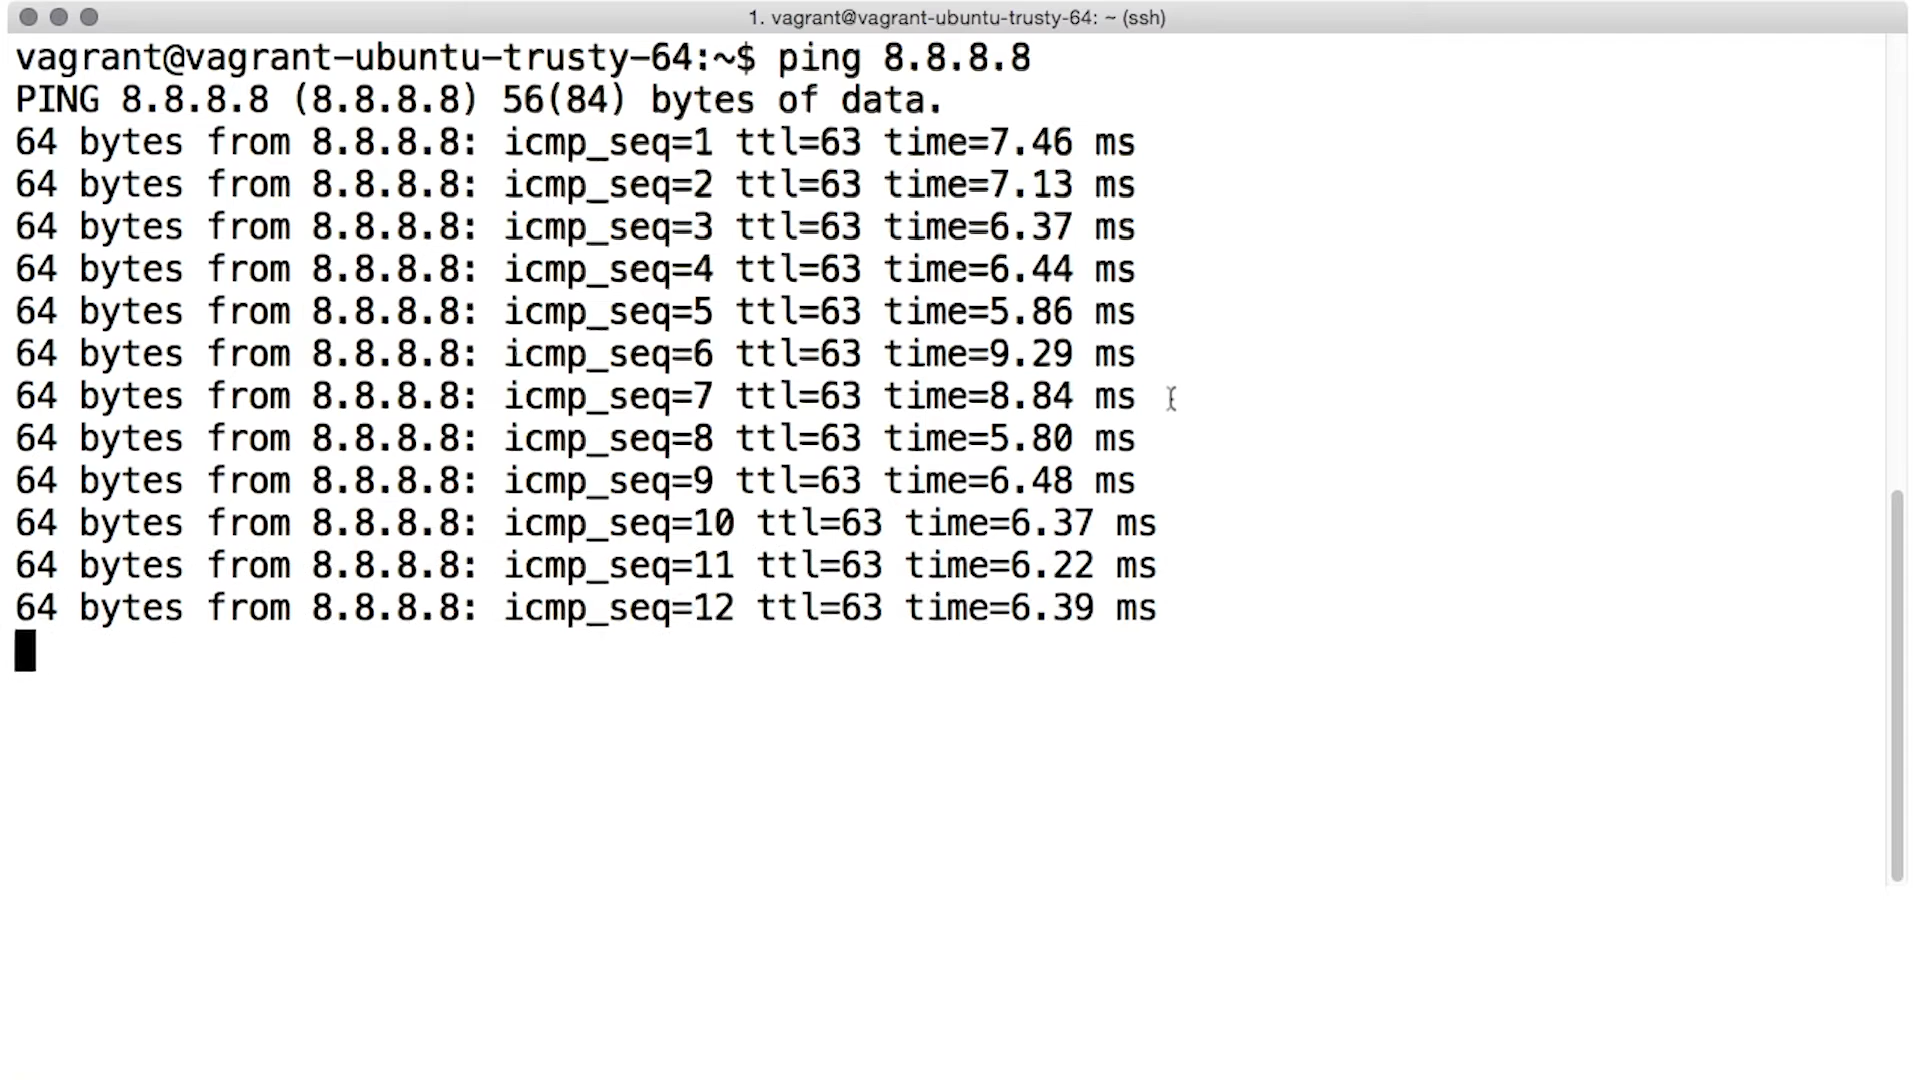 1. vagrant@vagrant-ubuntu-trusty-64: ~ (ssh)
vagrant@vagrant-ubuntu-trusty-64:~$ ping 8.8.8.8
PING 8.8.8.8 (8.8.8.8) 56(84) bytes of data.
64 bytes from 8.8.8.8: icmp_seq=1 ttl=63 time=7.46 ms
64 bytes from 8.8.8.8: icmp_seq=2 ttl=63 time=7.13 ms
64 bytes from 8.8.8.8: icmp_seq=3 ttl=63 time=6.37 ms
64 bytes from 8.8.8.8: icmp_seq=4 ttl=63 time=6.44 ms
64 bytes from 8.8.8.8: icmp_seq=5 ttl=63 time=5.86 ms
64 bytes from 8.8.8.8: icmp_seq=6 ttl=63 time=9.29 ms
64 bytes from 8.8.8.8: icmp_seq=7 ttl=63 time=8.84 ms
64 bytes from 8.8.8.8: icmp_seq=8 ttl=63 time=5.80 ms
64 bytes from 8.8.8.8: icmp_seq=9 ttl=63 time=6.48 ms
64 bytes from 8.8.8.8: icmp_seq=10 ttl=63 time=6.37 ms
64 bytes from 8.8.8.8: icmp_seq=11 ttl=63 time=6.22 ms
64 bytes from 8.8.8.8: icmp_seq=12 ttl=63 time=6.39 ms